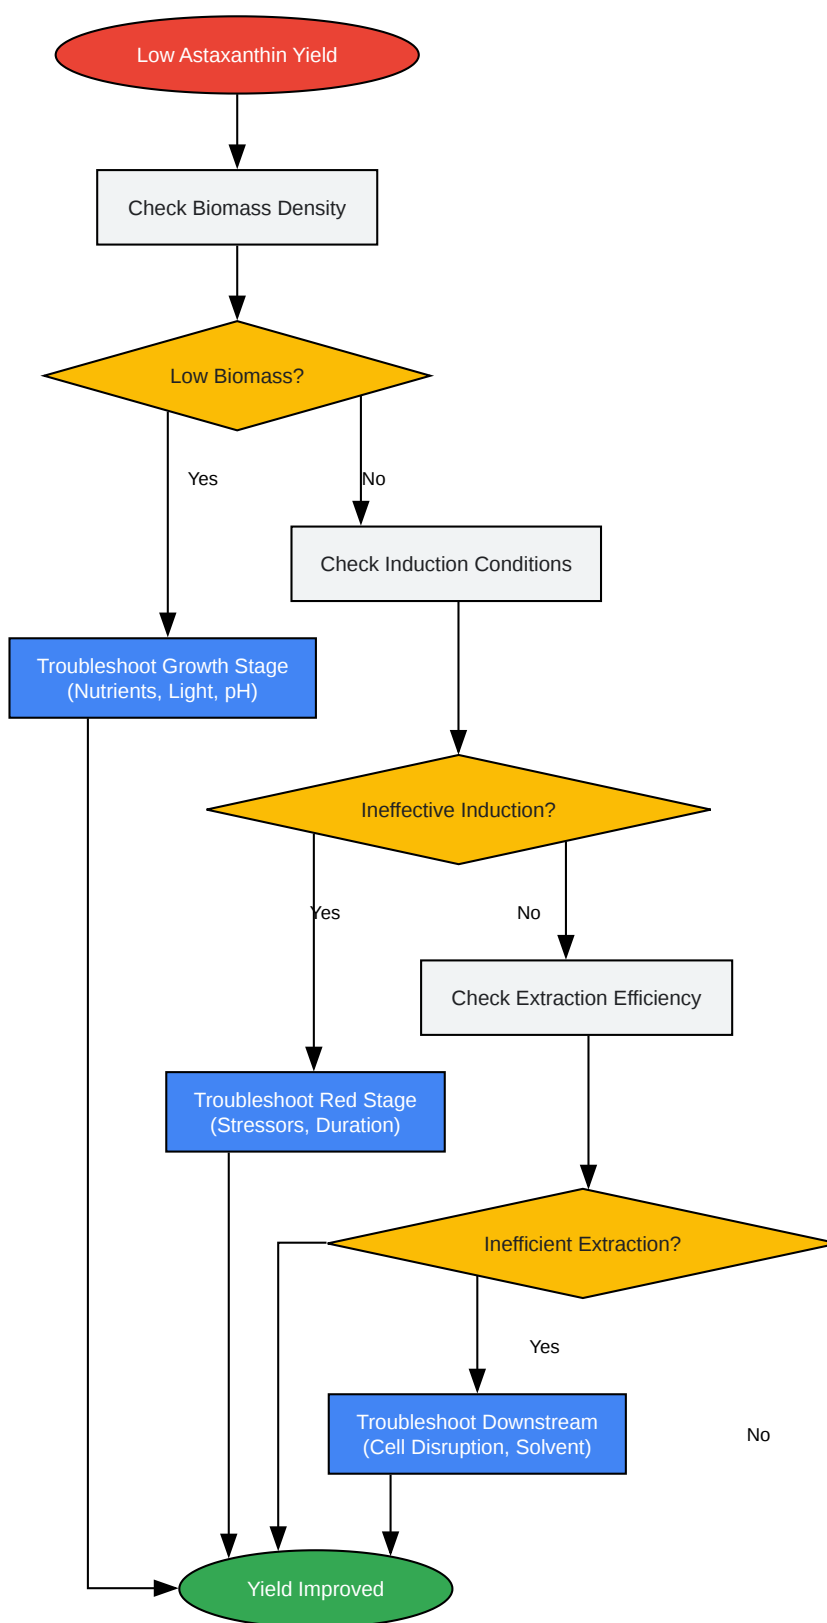 Low Astaxanthin Yield
Check Biomass Density
Low Biomass?
Yes
No
Check Induction Conditions
Troubleshoot Growth Stage
(Nutrients, Light, pH)
Ineffective Induction?
Yes
No
Check Extraction Efficiency
Troubleshoot Red Stage
(Stressors, Duration)
Inefficient Extraction?
Yes
Troubleshoot Downstream
(Cell Disruption, Solvent)
No
Yield Improved